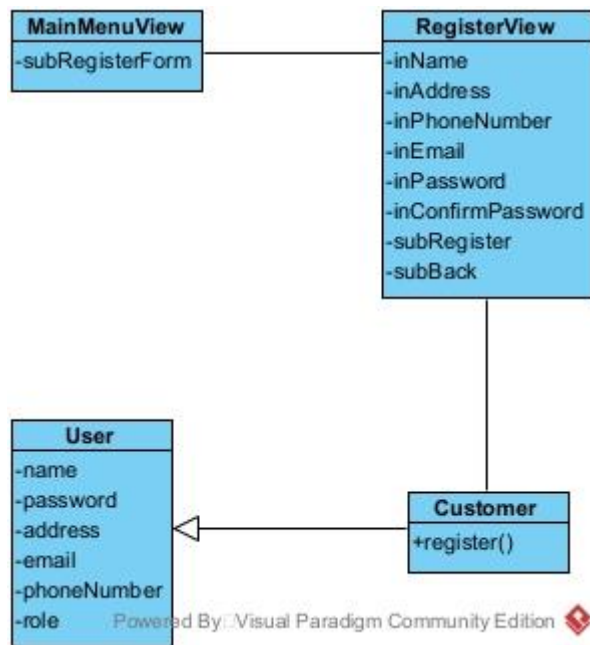 MainMenuView
-subRegisterForm
RegisterView
-inName
-inAddress
-inPhoneNumber
-inEmail
-inPassword
-inConfirmPassword
-subRegister
-subBack
User
-name
-password
-address
-email
-phoneNumber
-role
Customer
+register()
Powered By Visual Paradigm Community Edition